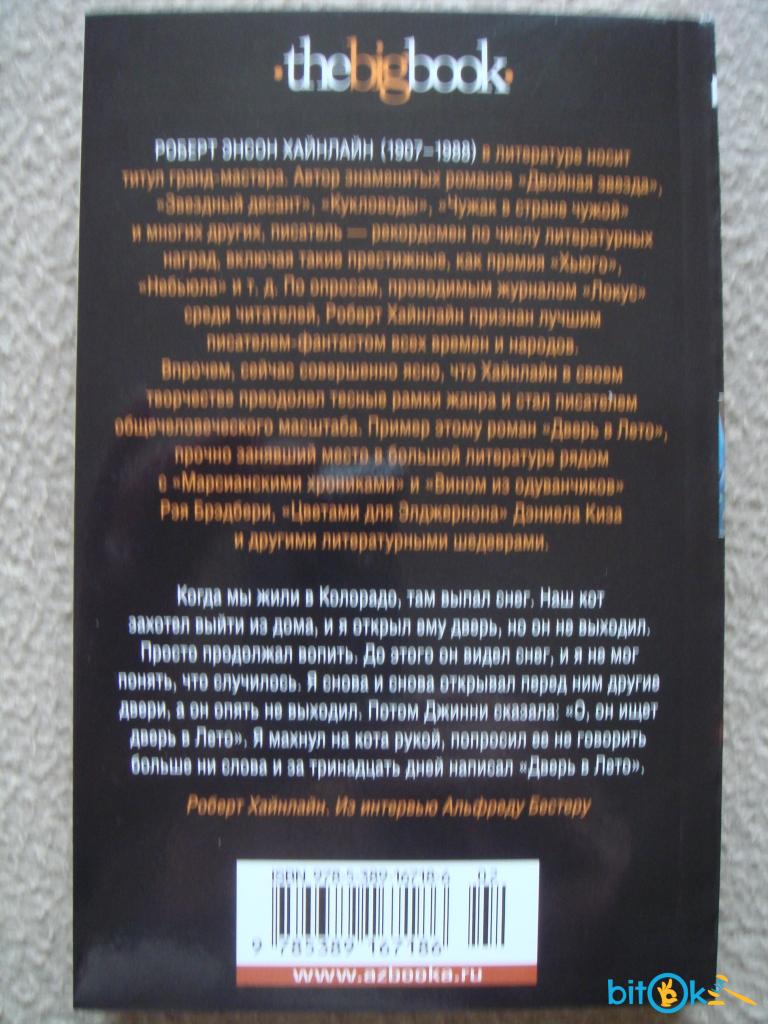 thebigbook
РОБЕРТ ЭНСОН ХАЙНЛАЙН (1907–1988) в литературе носит
титул гранд-мастера. Автор знаменитых романов «Двойная звезда»,
«Звездный десант», «Кукловоды», «Чужак в стране чужой»
и многих других, писатель — рекордсмен по числу литературных
наград, включая такие престижные, как премия «Хьюго»,
«Небьюла» и т. д. По опросам, проводимым журналом «Локус»
среди читателей, Роберт Хайнлайн признан лучшим
писателем-фантастом всех времен и народов.
Впрочем, сейчас совершенно ясно, что Хайнлайн в своем
творчестве преодолел тесные рамки жанра и стал писателем
общечеловеческого масштаба. Пример этому роман «Дверь в Лето»,
прочно занявший место в большой литературе рядом
с «Марсианскими хрониками» и «Вином из одуванчиков»
Рэя Брэдбери, «Цветами для Элджернона» Дэниела Киза
и другими литературными шедеврами.
Когда мы жили в Колорадо, там выпал снег. Наш кот
захотел выйти из дома, и я открыл ему дверь, но он не выходил.
Просто продолжал вопить. До этого он видел снег, и я не мог
понять, что случилось. Я снова и снова открывал перед ним другие
двери, а он опять не выходил. Потом Джинни сказала: «О, он ищет
дверь в Лето». Я махнул на кота рукой, попросил ее не говорить
больше ни слова и за тринадцать дней написал «Дверь в Лето».
Роберт Хайнлайн. Из интервью Альфреду Бестеру
ISBN 978-5-389-16718-6 02
9 785389 167186
www.azbooka.ru
bitok